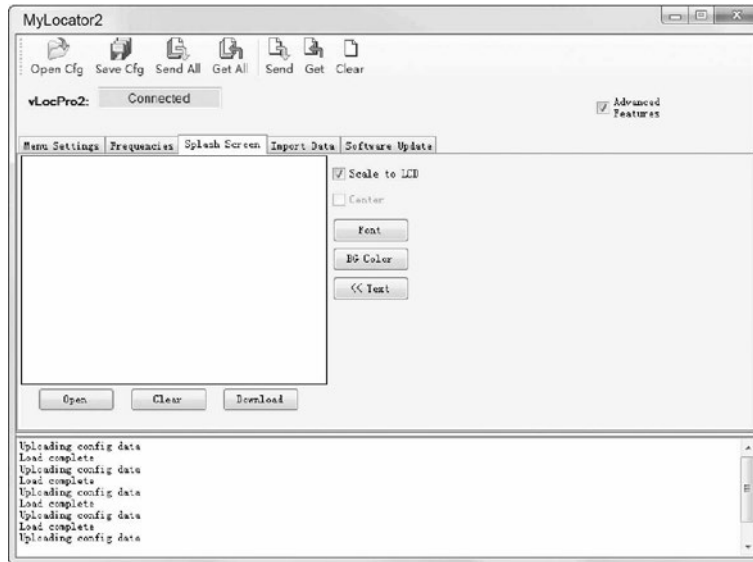 MyLocator2
Open Cfg Save Cfg Send All Get All Send Get Clear
vLocPro2: Connected
Advanced
Features
Menu Settings Frequencies Splash Screen Import Data Software Update
Scale to LCD
Center
Font
BG Color
<< Text
Open Clear Download
Uploading config data
Load complete
Uploading config data
Load complete
Uploading config data
Load complete
Uploading config data
Load complete
Uploading config data